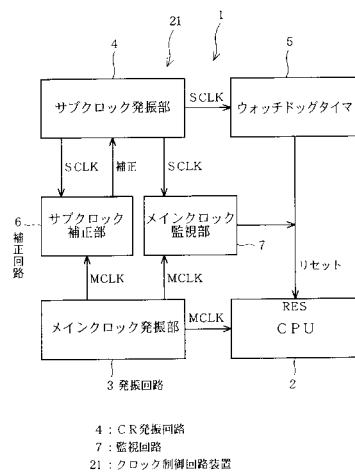 21
1
4
5
サブクロック発振部
SCLK
ウォッチドッグタイマ
SCLK
補正
SCLK
6
補正回路
サブクロック
補正部
メインクロック
監視部
7
リセット
MCLK
MCLK
メインクロック発振部
MCLK
RES
CPU
3 発振回路
2
4 : CR発振回路
7 : 監視回路
21 : クロック制御回路装置